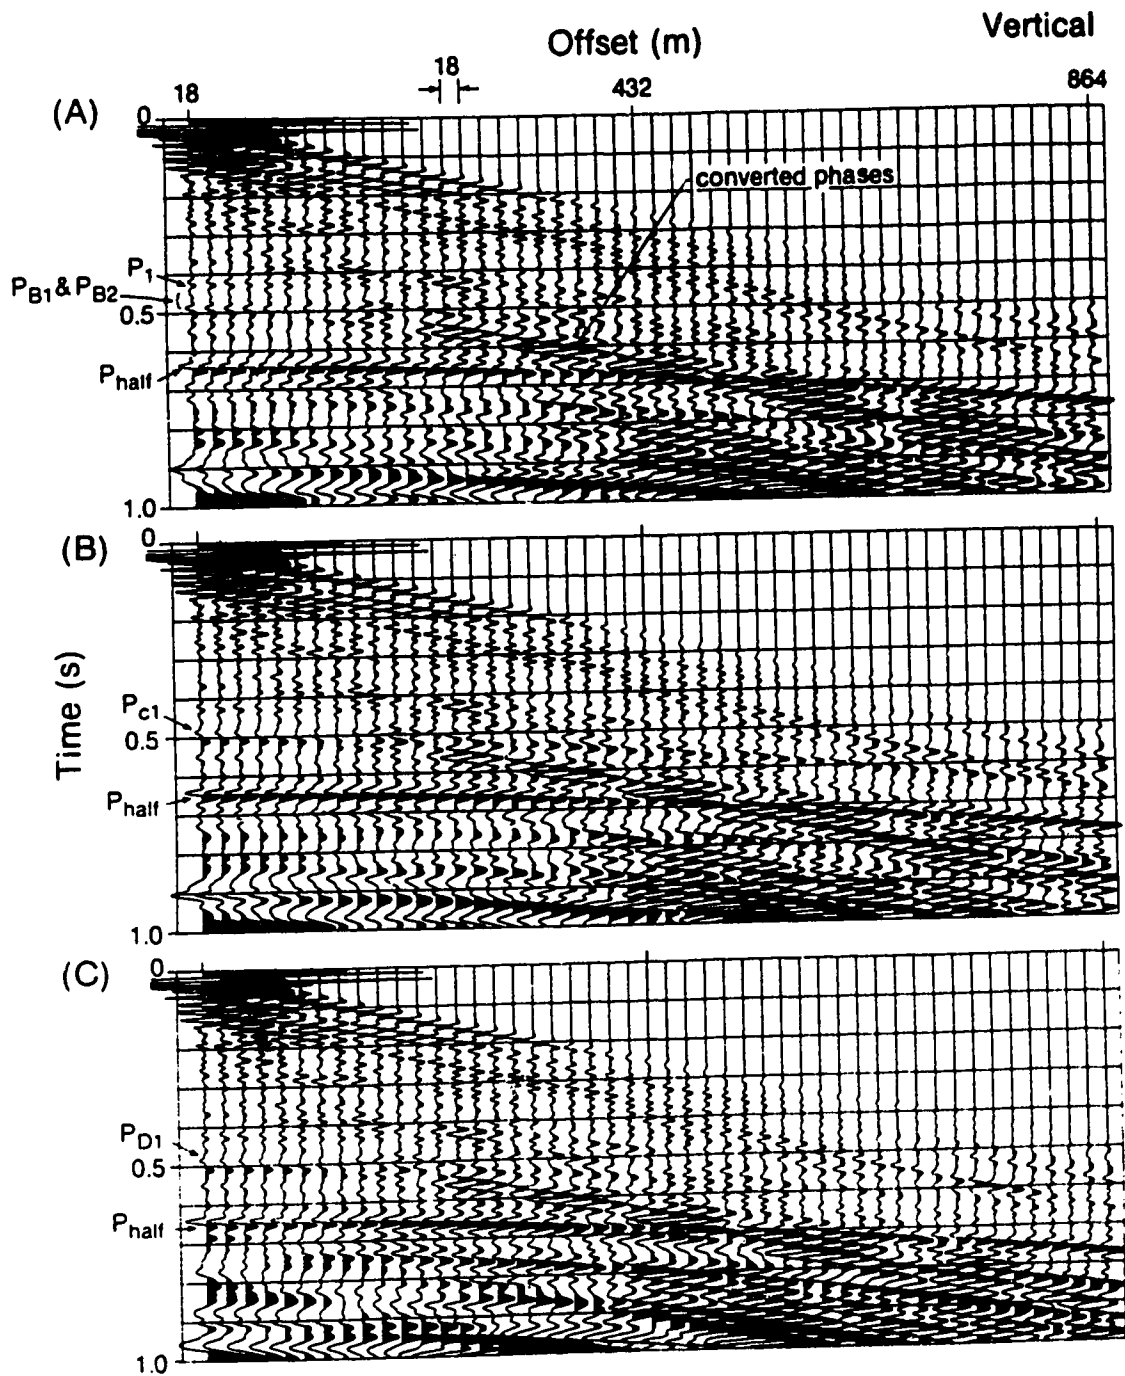 Offset (m)
Vertical
18
18
432
864
(A)
0
converted phases
P1
PB1 & PB2
0.5
Phalf
1.0
(B)
0
Time (s)
Pc1
0.5
Phalf
1.0
(C)
0
PD1
0.5
Phalf
1.0